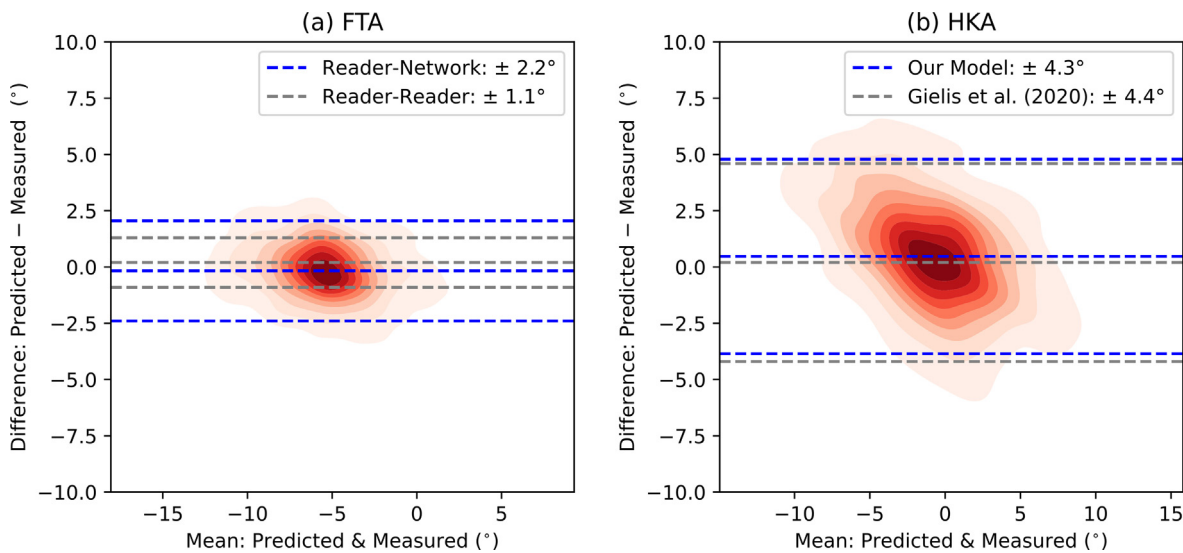 (a) FTA
10.0
7.5
5.0
2.5
0.0
−2.5
−5.0
−7.5
−10.0
Difference: Predicted − Measured (°)
Reader-Network: ± 2.2°
Reader-Reader: ± 1.1°
−15 −10 −5 0 5
Mean: Predicted & Measured (°)
(b) HKA
10.0
7.5
5.0
2.5
0.0
−2.5
−5.0
−7.5
−10.0
Difference: Predicted − Measured (°)
Our Model: ± 4.3°
Gielis et al. (2020): ± 4.4°
−10 −5 0 5 10 15
Mean: Predicted & Measured (°)